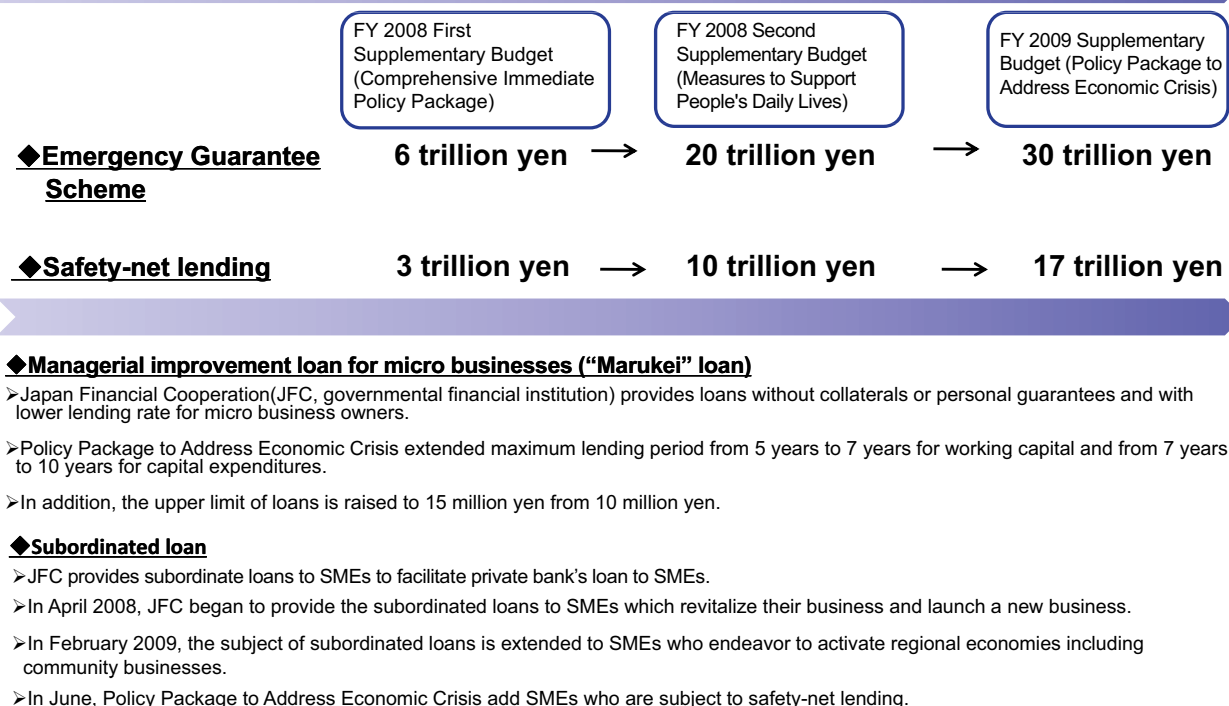 FY 2008 First
Supplementary Budget
(Comprehensive Immediate
Policy Package)
FY 2008 Second
Supplementary Budget
(Measures to Support
People's Daily Lives)
FY 2009 Supplementary
Budget (Policy Package to
Address Economic Crisis)
◆Emergency Guarantee
Scheme
6 trillion yen → 20 trillion yen → 30 trillion yen
◆Safety-net lending 3 trillion yen → 10 trillion yen → 17 trillion yen
◆Managerial improvement loan for micro businesses (“Marukei” loan)
➢Japan Financial Cooperation(JFC, governmental financial institution) provides loans without collaterals or personal guarantees and with
lower lending rate for micro business owners.
➢Policy Package to Address Economic Crisis extended maximum lending period from 5 years to 7 years for working capital and from 7 years
to 10 years for capital expenditures.
➢In addition, the upper limit of loans is raised to 15 million yen from 10 million yen.
◆Subordinated loan
➢JFC provides subordinate loans to SMEs to facilitate private bank’s loan to SMEs.
➢In April 2008, JFC began to provide the subordinated loans to SMEs which revitalize their business and launch a new business.
➢In February 2009, the subject of subordinated loans is extended to SMEs who endeavor to activate regional economies including
community businesses.
➢In June, Policy Package to Address Economic Crisis add SMEs who are subject to safety-net lending.